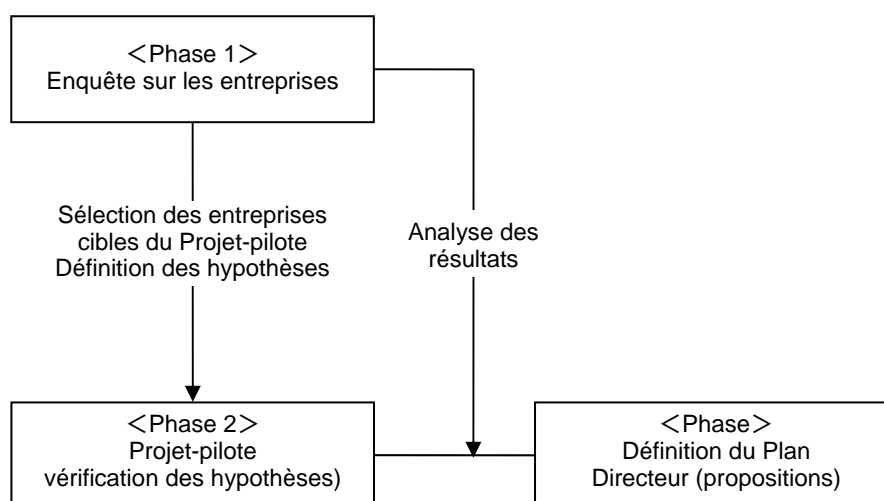 ＜Phase 1＞
Enquête sur les entreprises
Sélection des entreprises
cibles du Projet-pilote
Définition des hypothèses
Analyse des
résultats
＜Phase 2＞
Projet-pilote
vérification des hypothèses)
＜Phase＞
Définition du Plan
Directeur (propositions)